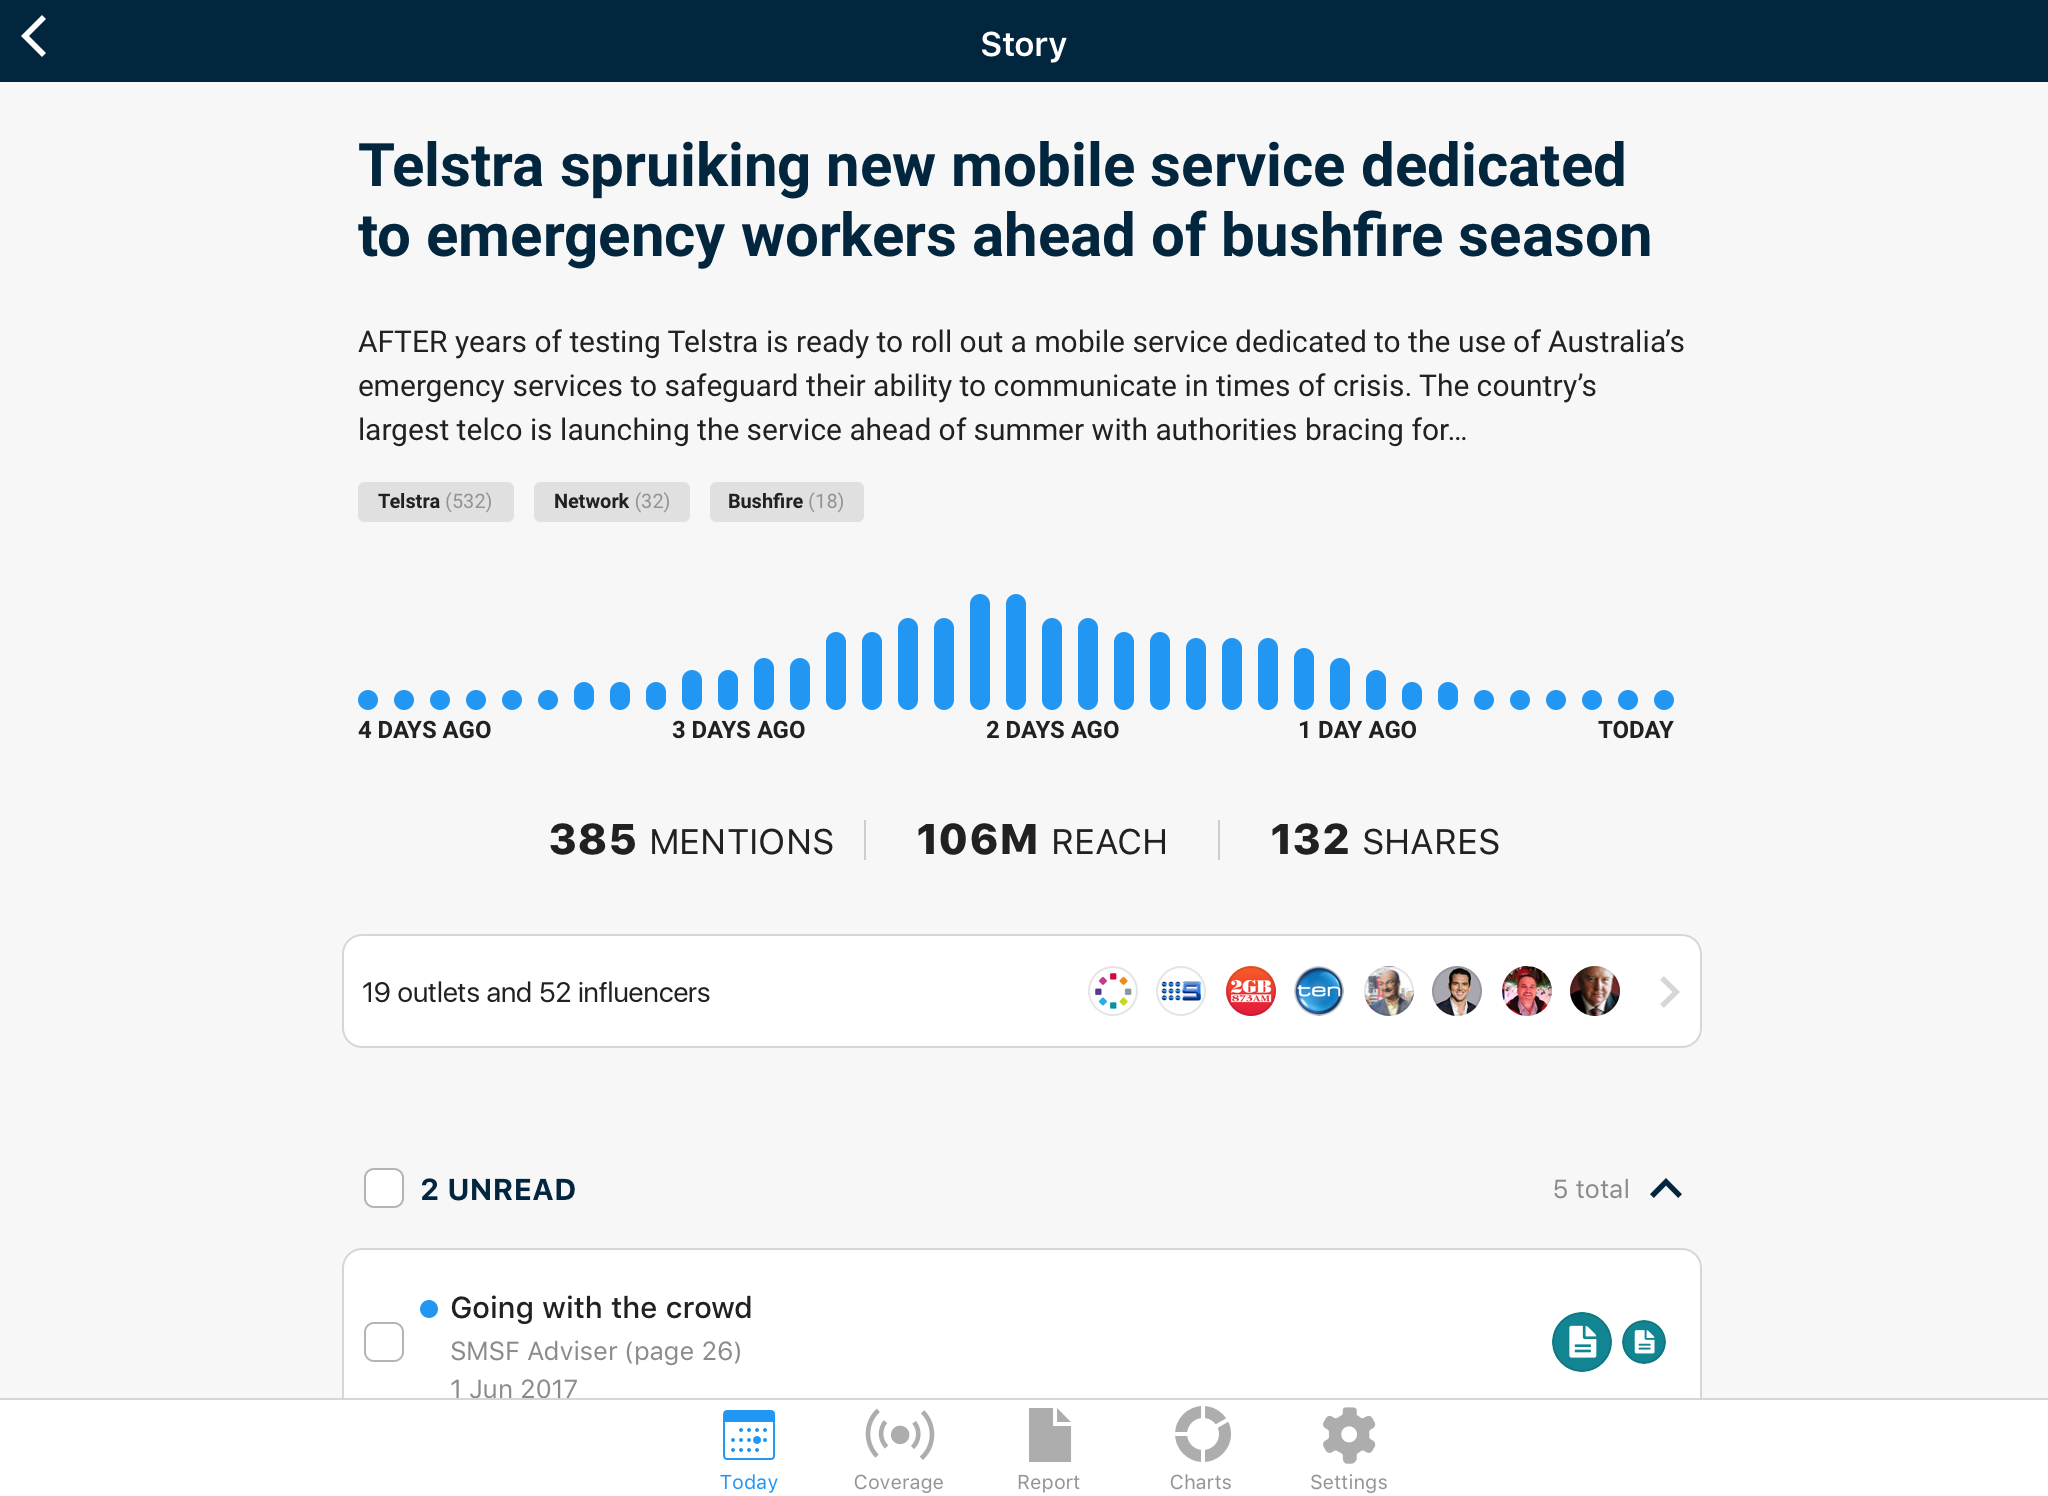 Story
Telstra spruiking new mobile service dedicated
to emergency workers ahead of bushfire season
AFTER years of testing Telstra is ready to roll out a mobile service dedicated to the use of Australia’s
emergency services to safeguard their ability to communicate in times of crisis. The country’s
largest telco is launching the service ahead of summer with authorities bracing for…
Telstra (532) Network (32) Bushfire (18)
4 DAYS AGO 3 DAYS AGO 2 DAYS AGO 1 DAY AGO TODAY
385 MENTIONS 106M REACH 132 SHARES
19 outlets and 52 influencers
9
2GB
873AM
ten
2 UNREAD 5 total
Going with the crowd
SMSF Adviser (page 26)
1 Jun 2017
Today Coverage Report Charts Settings